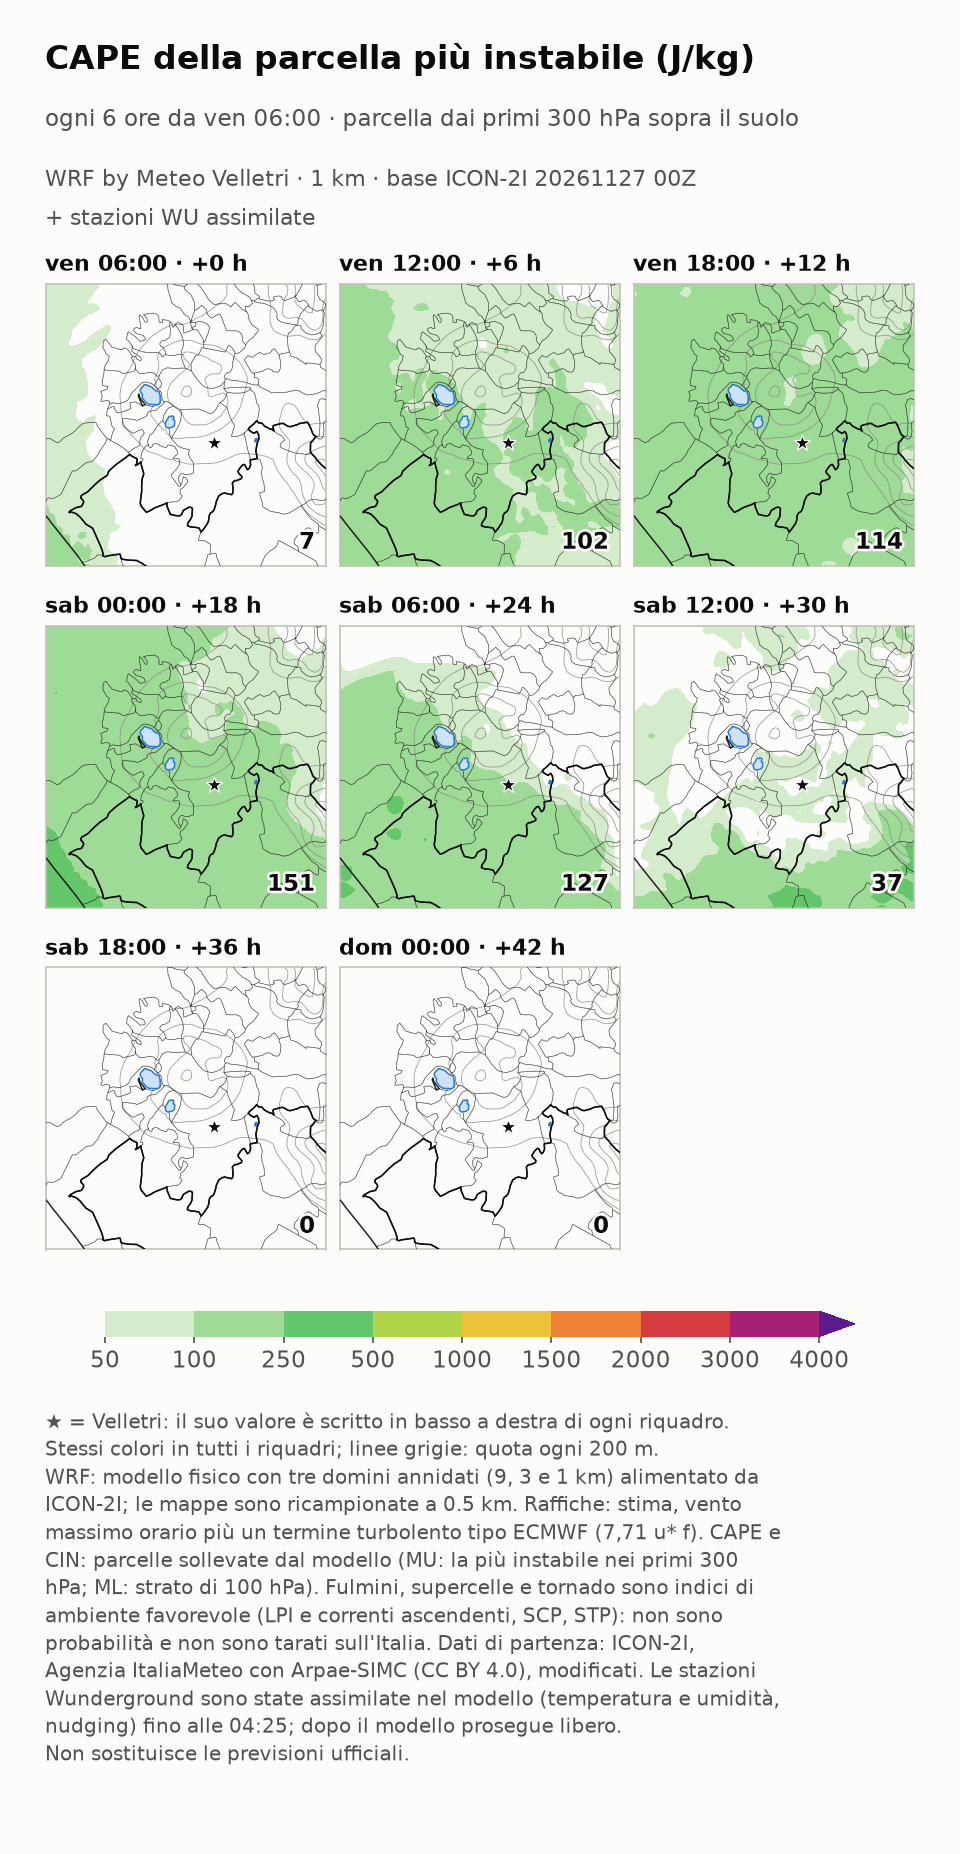 CAPE della parcella più instabile (J/kg)
ogni 6 ore da ven 06:00 · parcella dai primi 300 hPa sopra il suolo
WRF by Meteo Velletri · 1 km · base ICON-2I 20261127 00Z
+ stazioni WU assimilate
ven 06:00 · +0 h
ven 12:00 · +6 h
ven 18:00 · +12 h
7
102
114
sab 00:00 · +18 h
sab 06:00 · +24 h
sab 12:00 · +30 h
151
127
37
sab 18:00 · +36 h
dom 00:00 · +42 h
0
0
50 100 250 500 1000 1500 2000 3000 4000
★ = Velletri: il suo valore è scritto in basso a destra di ogni riquadro.
Stessi colori in tutti i riquadri; linee grigie: quota ogni 200 m.
WRF: modello fisico con tre domini annidati (9, 3 e 1 km) alimentato da
ICON-2I; le mappe sono ricampionate a 0.5 km. Raffiche: stima, vento
massimo orario più un termine turbolento tipo ECMWF (7,71 u* f). CAPE e
CIN: parcelle sollevate dal modello (MU: la più instabile nei primi 300
hPa; ML: strato di 100 hPa). Fulmini, supercelle e tornado sono indici di
ambiente favorevole (LPI e correnti ascendenti, SCP, STP): non sono
probabilità e non sono tarati sull'Italia. Dati di partenza: ICON-2I,
Agenzia ItaliaMeteo con Arpae-SIMC (CC BY 4.0), modificati. Le stazioni
Wunderground sono state assimilate nel modello (temperatura e umidità,
nudging) fino alle 04:25; dopo il modello prosegue libero.
Non sostituisce le previsioni ufficiali.